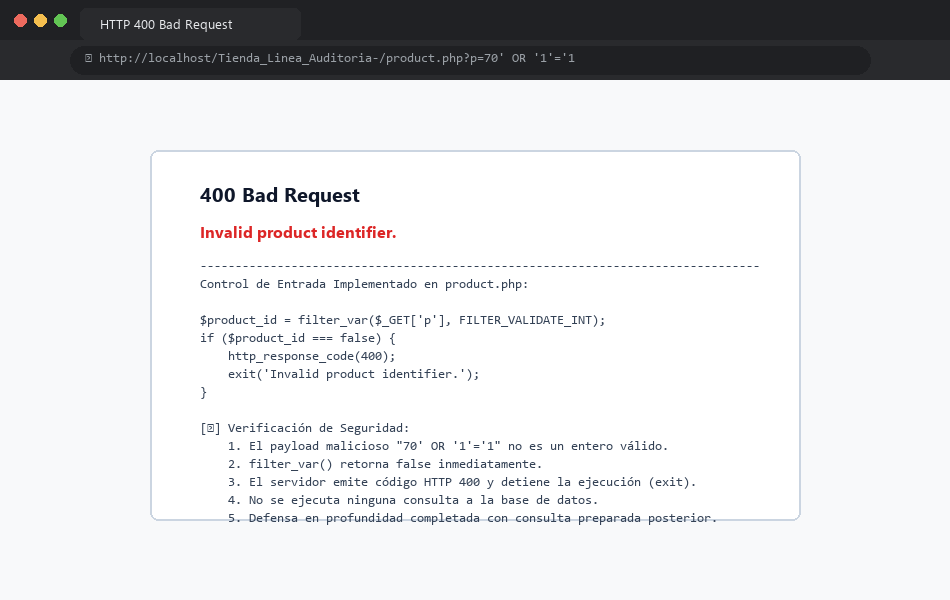 HTTP 400 Bad Request
http://localhost/Tienda_Linea_Auditoria-/product.php?p=70' OR '1'='1
400 Bad Request
Invalid product identifier.
--------------------------------------------------------------------------------
Control de Entrada Implementado en product.php:
$product_id = filter_var($_GET['p'], FILTER_VALIDATE_INT);
if ($product_id === false) {
    http_response_code(400);
    exit('Invalid product identifier.');
}
[] Verificación de Seguridad:
    1. El payload malicioso "70' OR '1'='1" no es un entero válido.
    2. filter_var() retorna false inmediatamente.
    3. El servidor emite código HTTP 400 y detiene la ejecución (exit).
    4. No se ejecuta ninguna consulta a la base de datos.
    5. Defensa en profundidad completada con consulta preparada posterior.